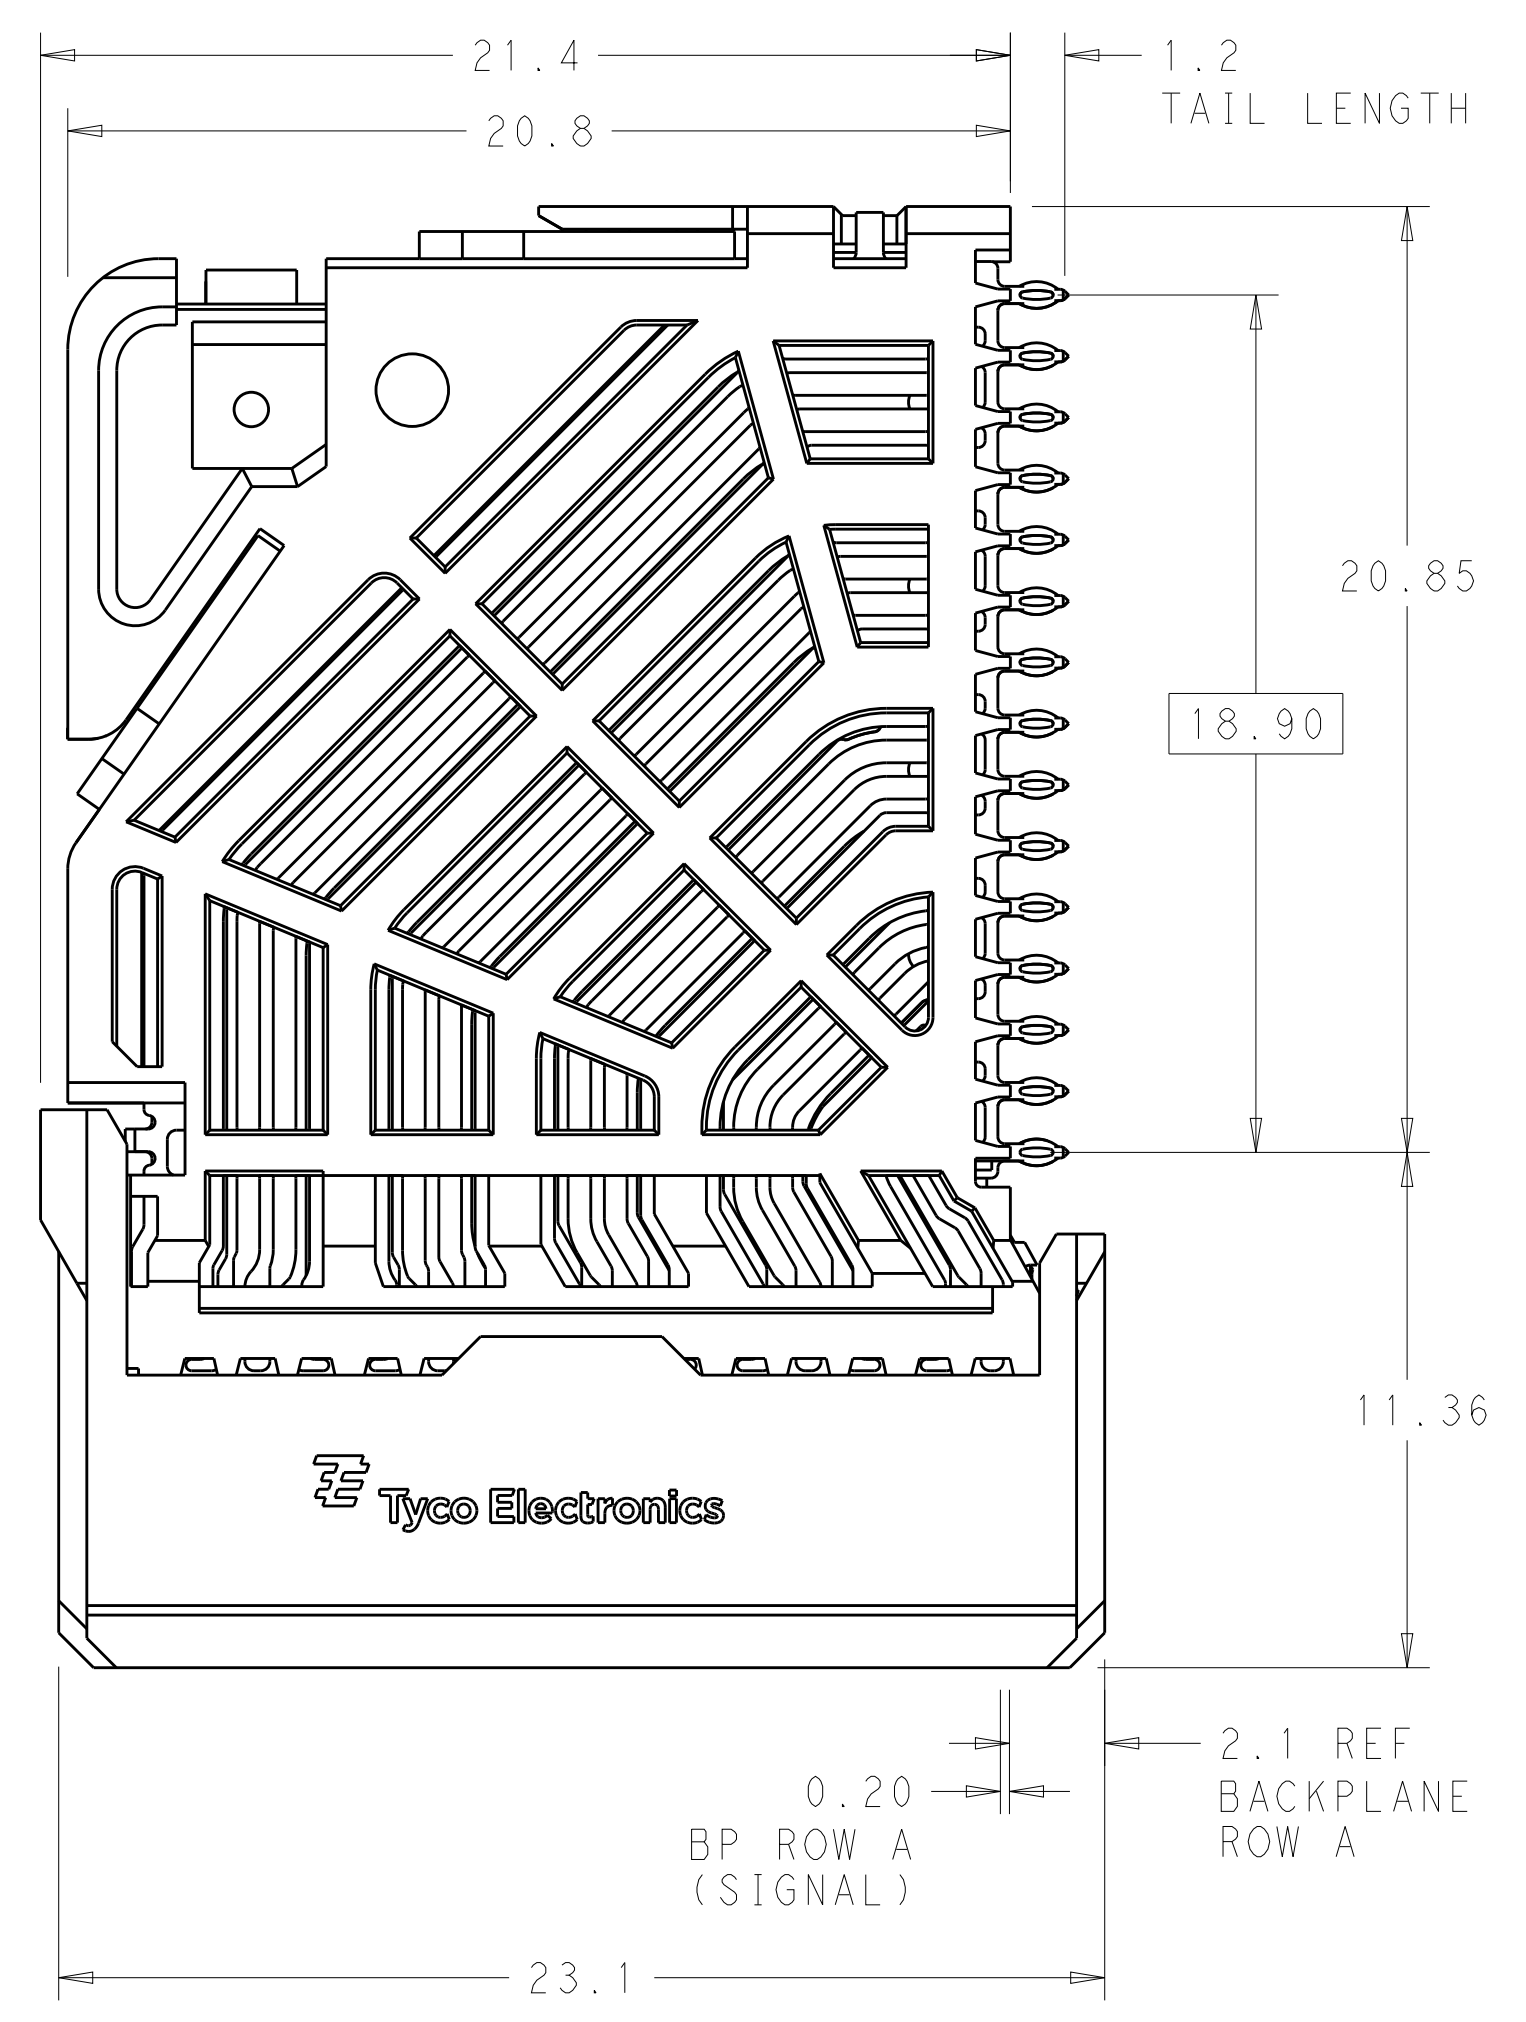 21.4
1.2
TAIL LENGTH
20.8
20.85
18.90
11.36
Tyco Electronics
2.1 REF
BACKPLANE
ROW A
0.20
BP ROW A
(SIGNAL)
23.1